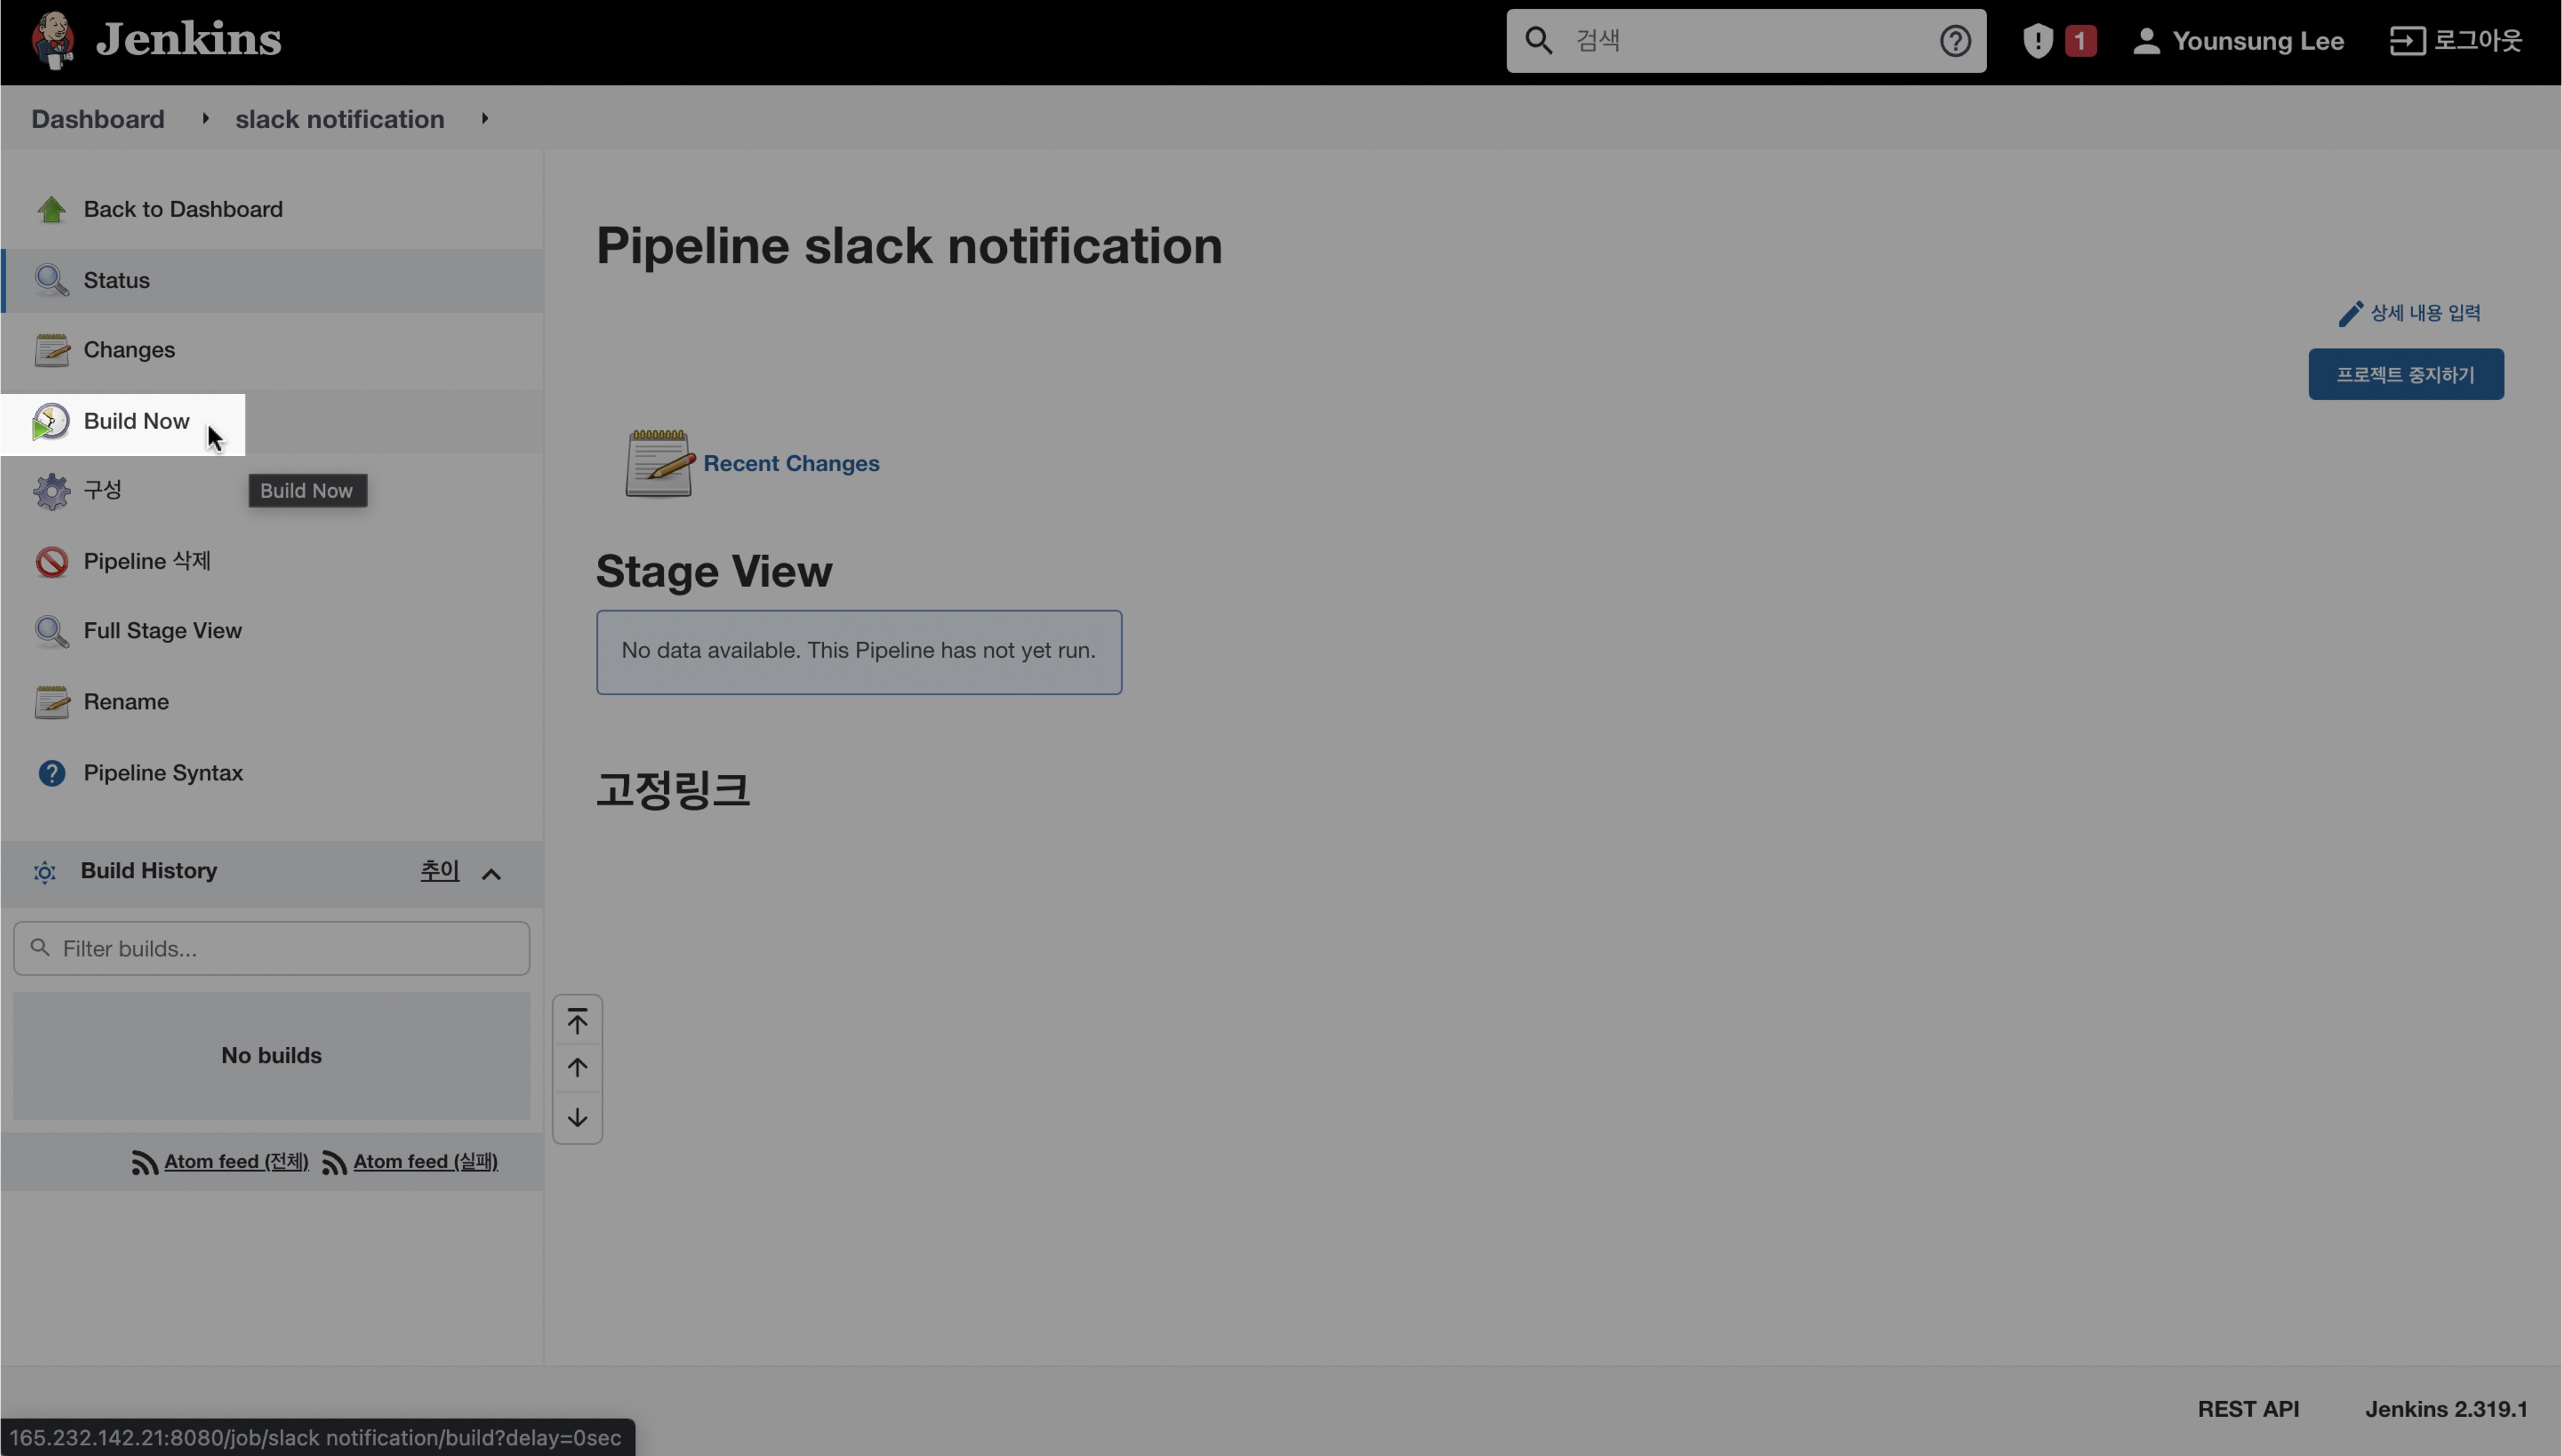 Jenkins
검색
1
Younsung Lee
로그아웃
Dashboard
slack notification
Back to Dashboard
Status
Changes
Build Now
구성
Build Now
Pipeline 삭제
Full Stage View
Rename
Pipeline Syntax
Build History
추이
Filter builds...
No builds
Atom feed (전체)
Atom feed (실패)
Pipeline slack notification
상세 내용 입력
프로젝트 중지하기
Recent Changes
Stage View
No data available. This Pipeline has not yet run.
고정링크
REST API
Jenkins 2.319.1
165.232.142.21:8080/job/slack notification/build?delay=0sec